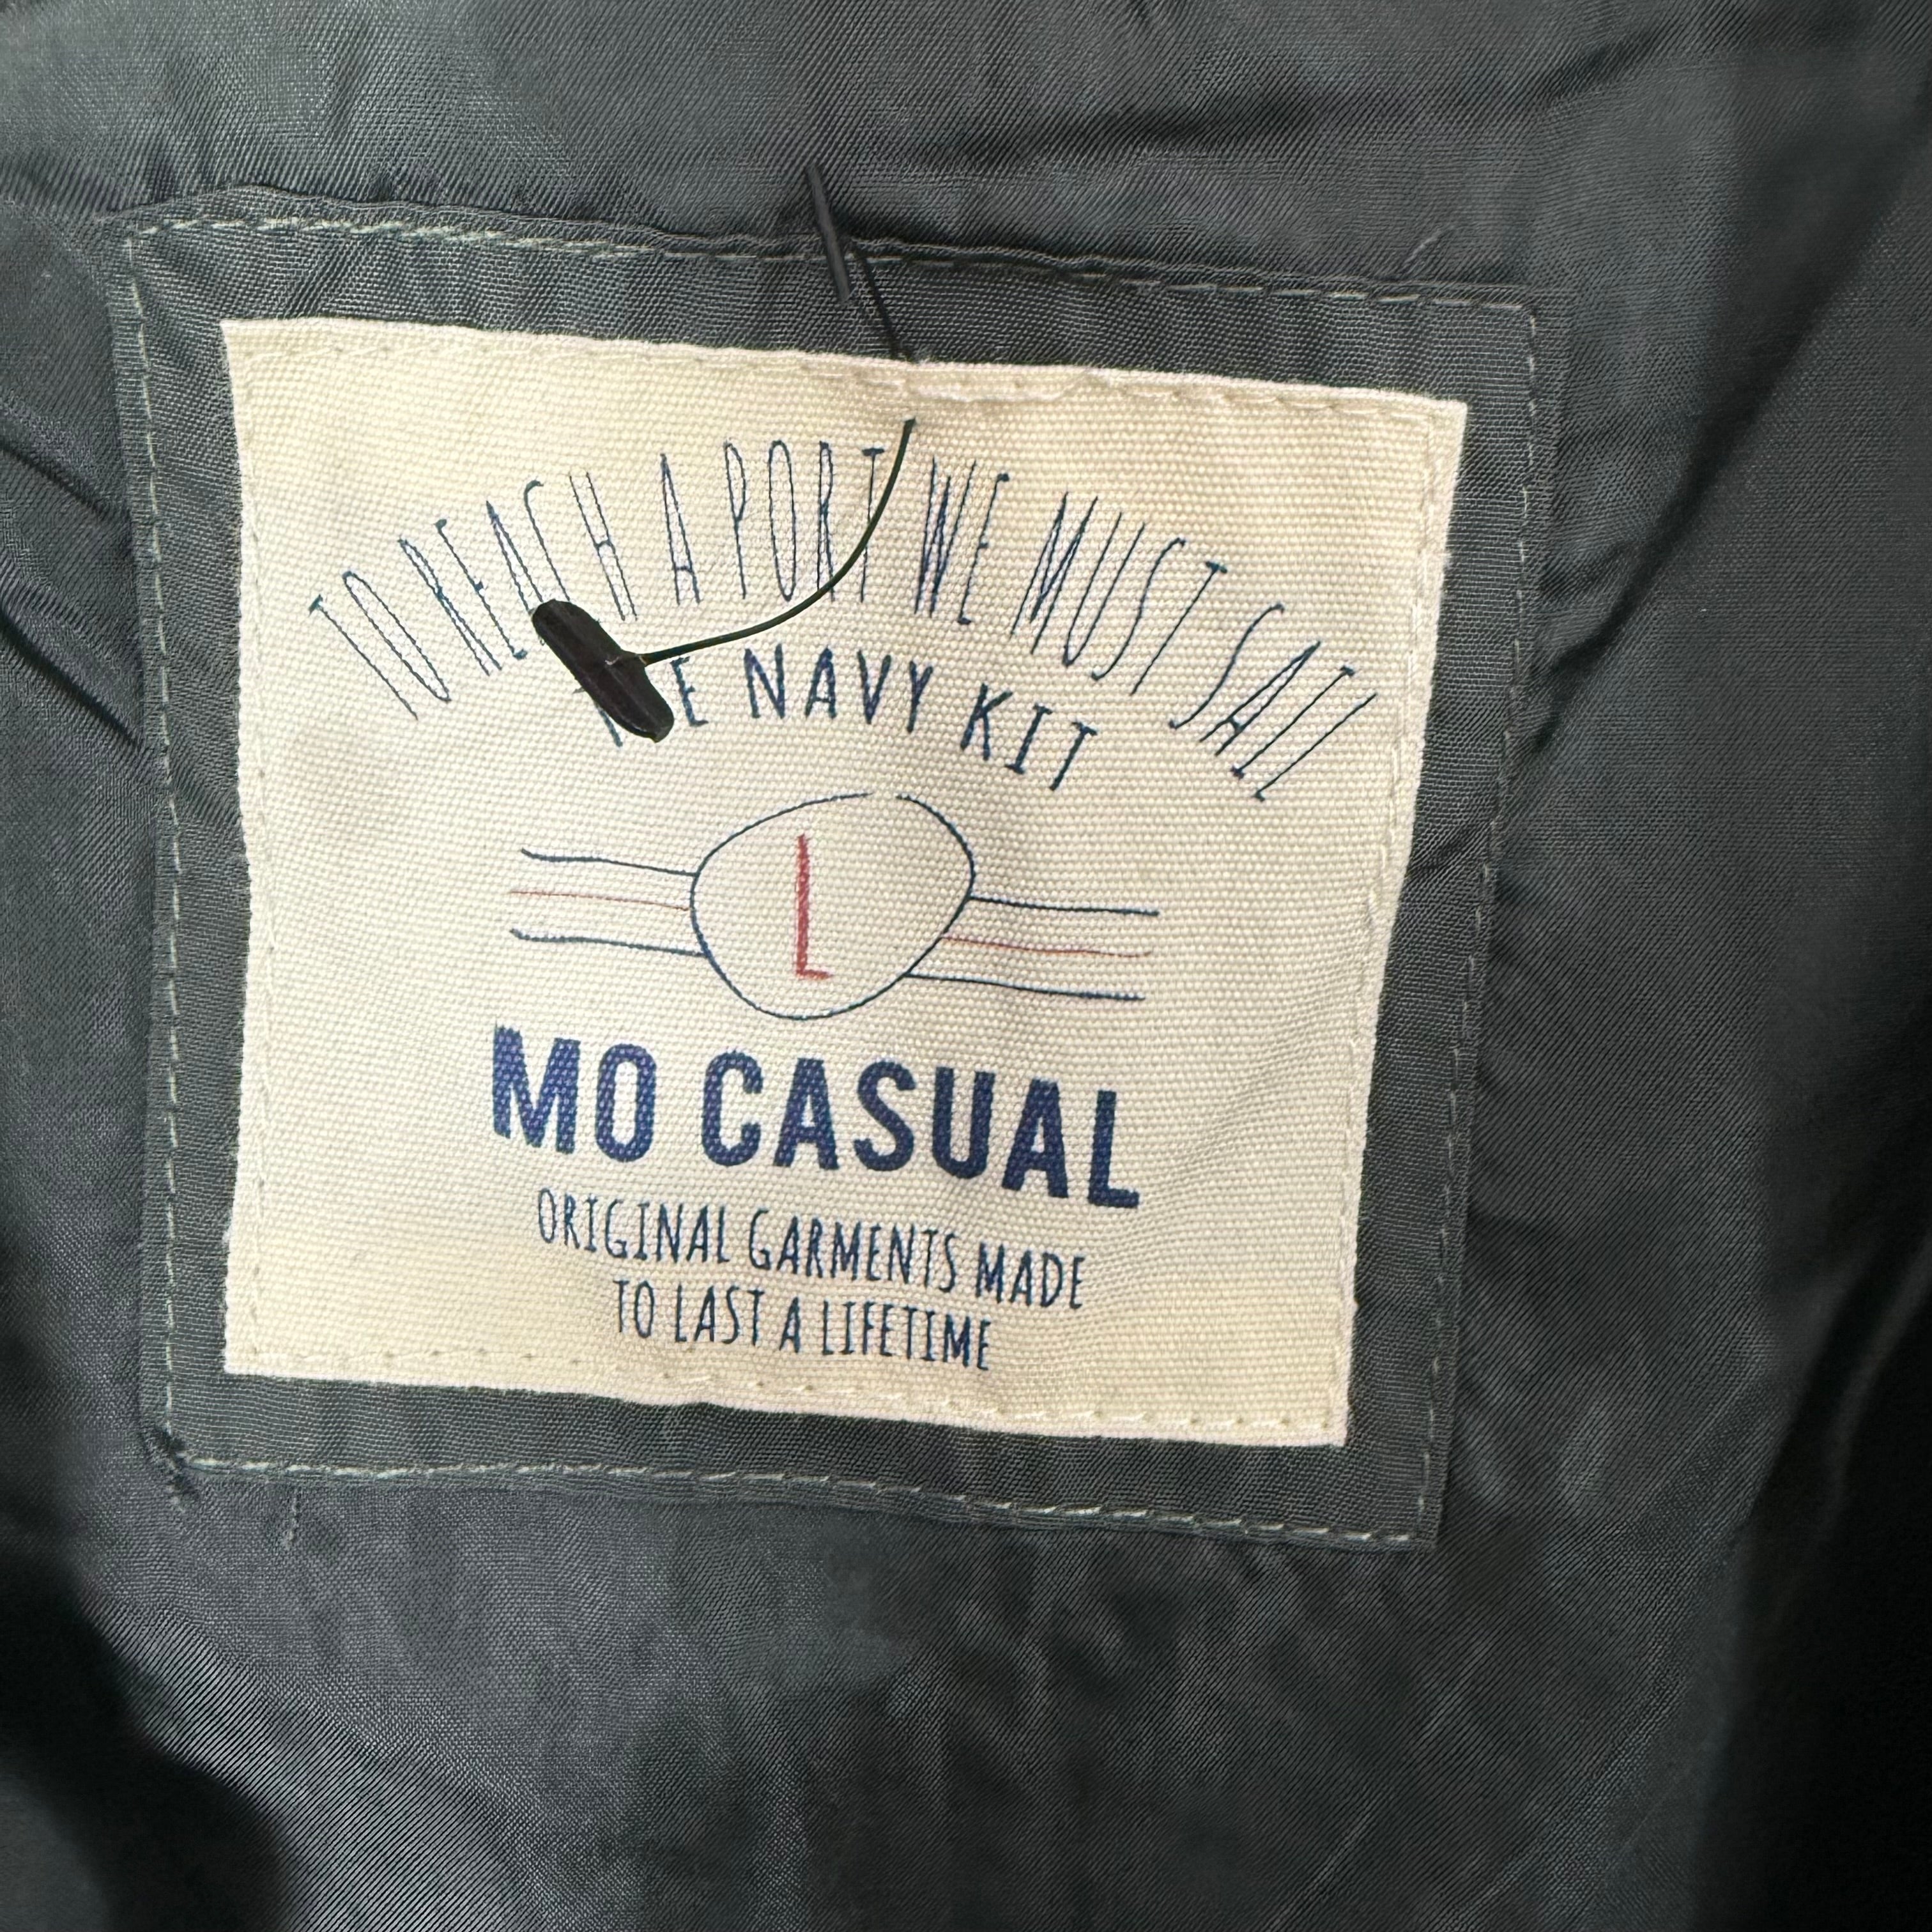 TO REACH A PORT WE MUST SAIL
NAVY KIT
L
MO CASUAL
ORIGINAL GARMENTS MADE
TO LAST A LIFETIME